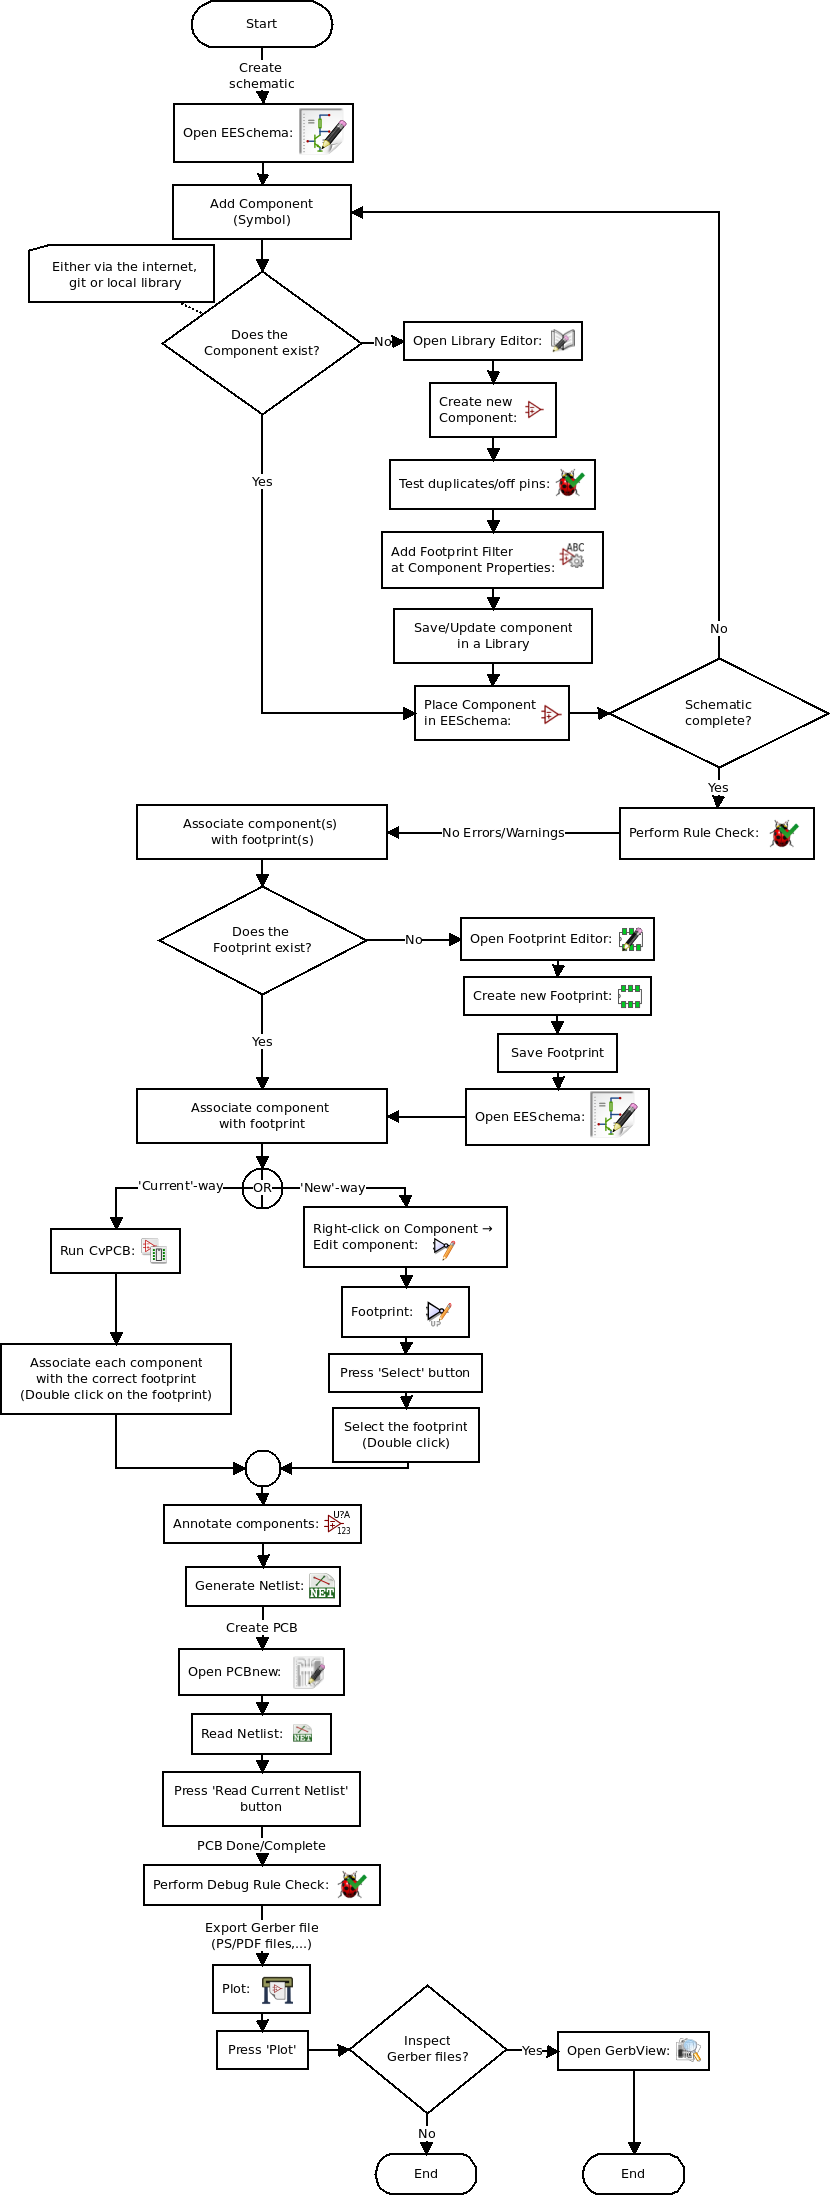 Start
Create
schematic
Open EESchema:
Add Component
(Symbol)
Either via the internet,
git or local library
Does the
Component exist?
No
Open Library Editor:
Create new
Component:
Yes
Test duplicates/off pins:
Add Footprint Filter
at Component Properties:
ABC
Save/Update component
in a Library
No
Place Component
in EESchema:
Schematic
complete?
Yes
Associate component(s)
with footprint(s)
No Errors/Warnings
Perform Rule Check:
Does the
Footprint exist?
No
Open Footprint Editor:
Create new Footprint:
Yes
Save Footprint
Associate component
with footprint
Open EESchema:
'Current'-way
OR
'New'-way
Run CvPCB:
Right-click on Component →
Edit component:
Footprint:
Associate each component
with the correct footprint
(Double click on the footprint)
Press 'Select' button
Select the footprint
(Double click)
Annotate components:
U?A
123
Generate Netlist:
NET
Create PCB
Open PCBnew:
Read Netlist:
NET
Press 'Read Current Netlist'
button
PCB Done/Complete
Perform Debug Rule Check:
Export Gerber file
(PS/PDF files,...)
Plot:
Press 'Plot'
Inspect
Gerber files?
Yes
Open GerbView:
No
End
End